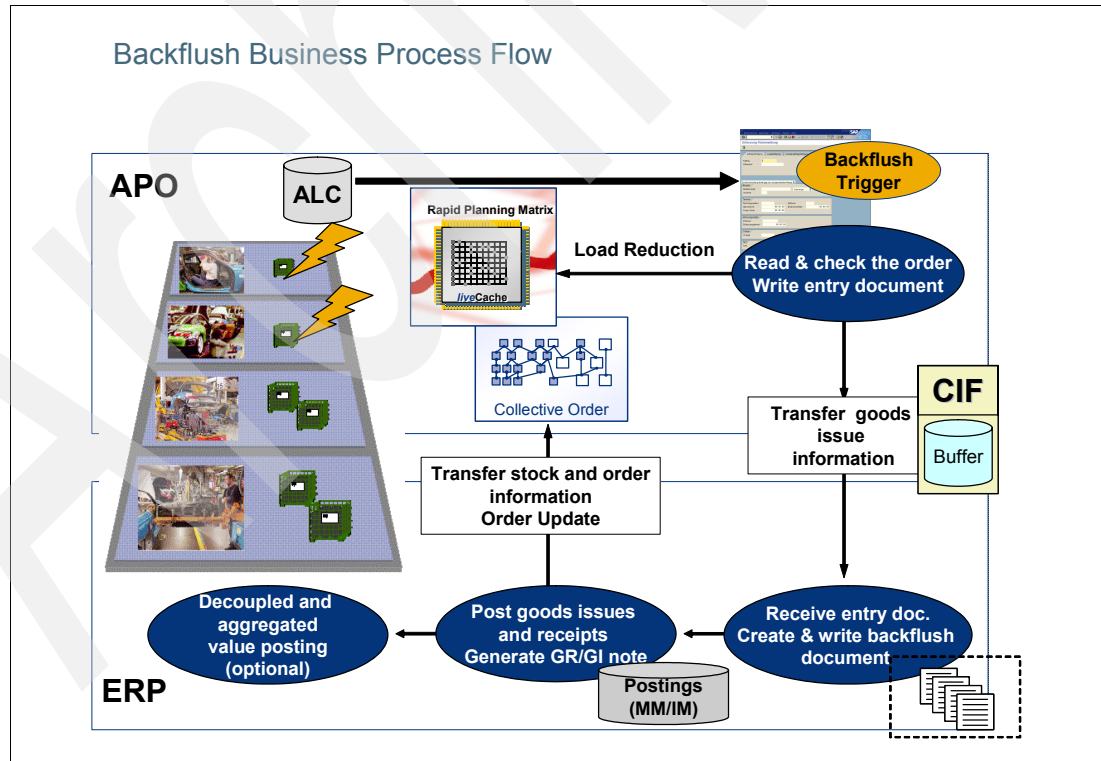 Backflush Business Process Flow
APO
ALC
SAP
Backflush
Trigger
Rapid Planning Matrix
liveCache
Load Reduction
Read & check the order
Write entry document
Collective Order
CIF
Buffer
Transfer goods
issue
information
Transfer stock and order
information
Order Update
Decoupled and
aggregated
value posting
(optional)
Post goods issues
and receipts
Generate GR/GI note
Receive entry doc.
Create & write backflush
document
Postings
(MM/IM)
ERP